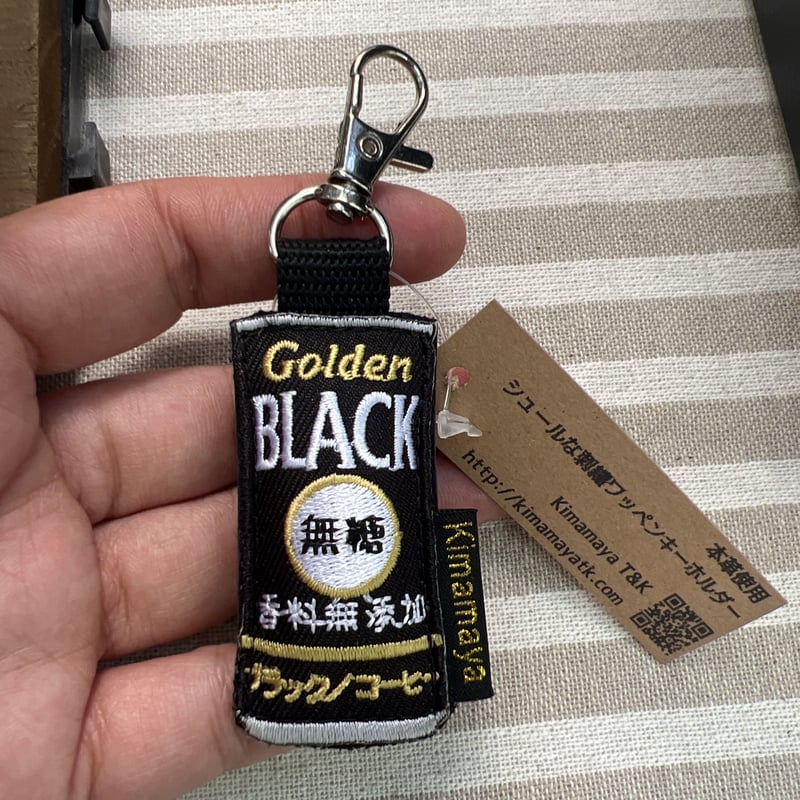 Golden
BLACK
無糖
香料無添加
ブラックノコーヒー
Kimamaya
シュールな刺繍ワッペンキーホルダー
本革使用
Kimamaya T&K
http://kimamayatk.com